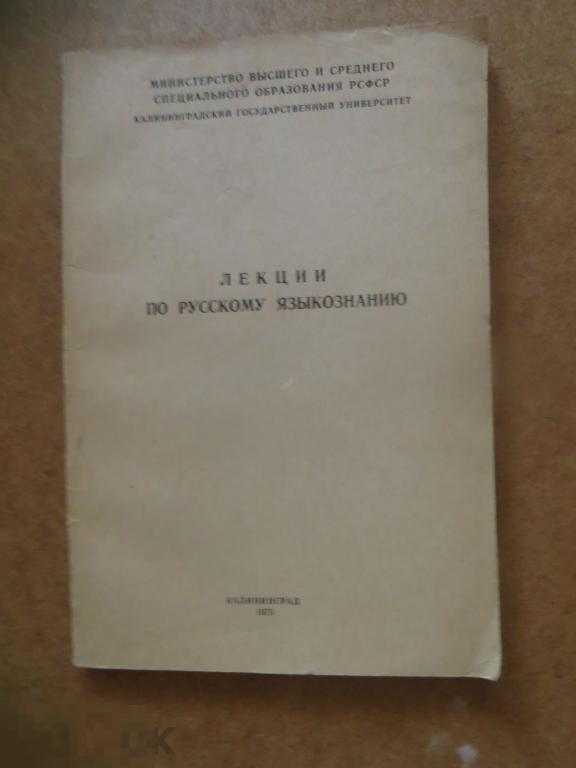 МИНИСТЕРСТВО ВЫСШЕГО И СРЕДНЕГО
СПЕЦИАЛЬНОГО ОБРАЗОВАНИЯ РСФСР
КАЛИНИНГРАДСКИЙ ГОСУДАРСТВЕННЫЙ УНИВЕРСИТЕТ
ЛЕКЦИИ
ПО РУССКОМУ ЯЗЫКОЗНАНИЮ
КАЛИНИНГРАД